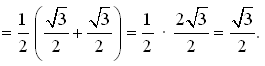 = 1/2 (√3/2 + √3/2) = 1/2 · 2√3/2 = √3/2.